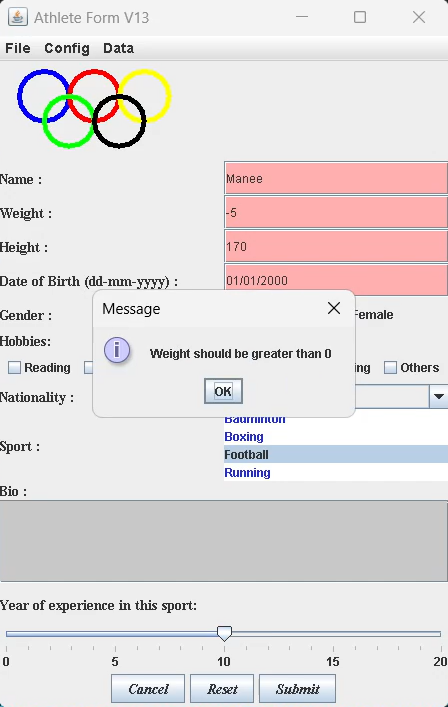 Athlete Form V13
File Config Data
Name : Manee
Weight : -5
Height : 170
Date of Birth (dd-mm-yyyy) : 01/01/2000
Gender : Female
Message
Hobbies:
Weight should be greater than 0
Reading Others
OK
Nationality :
Badminton
Boxing
Sport :
Football
Running
Bio :
Year of experience in this sport:
0 5 10 15 20
Cancel Reset Submit